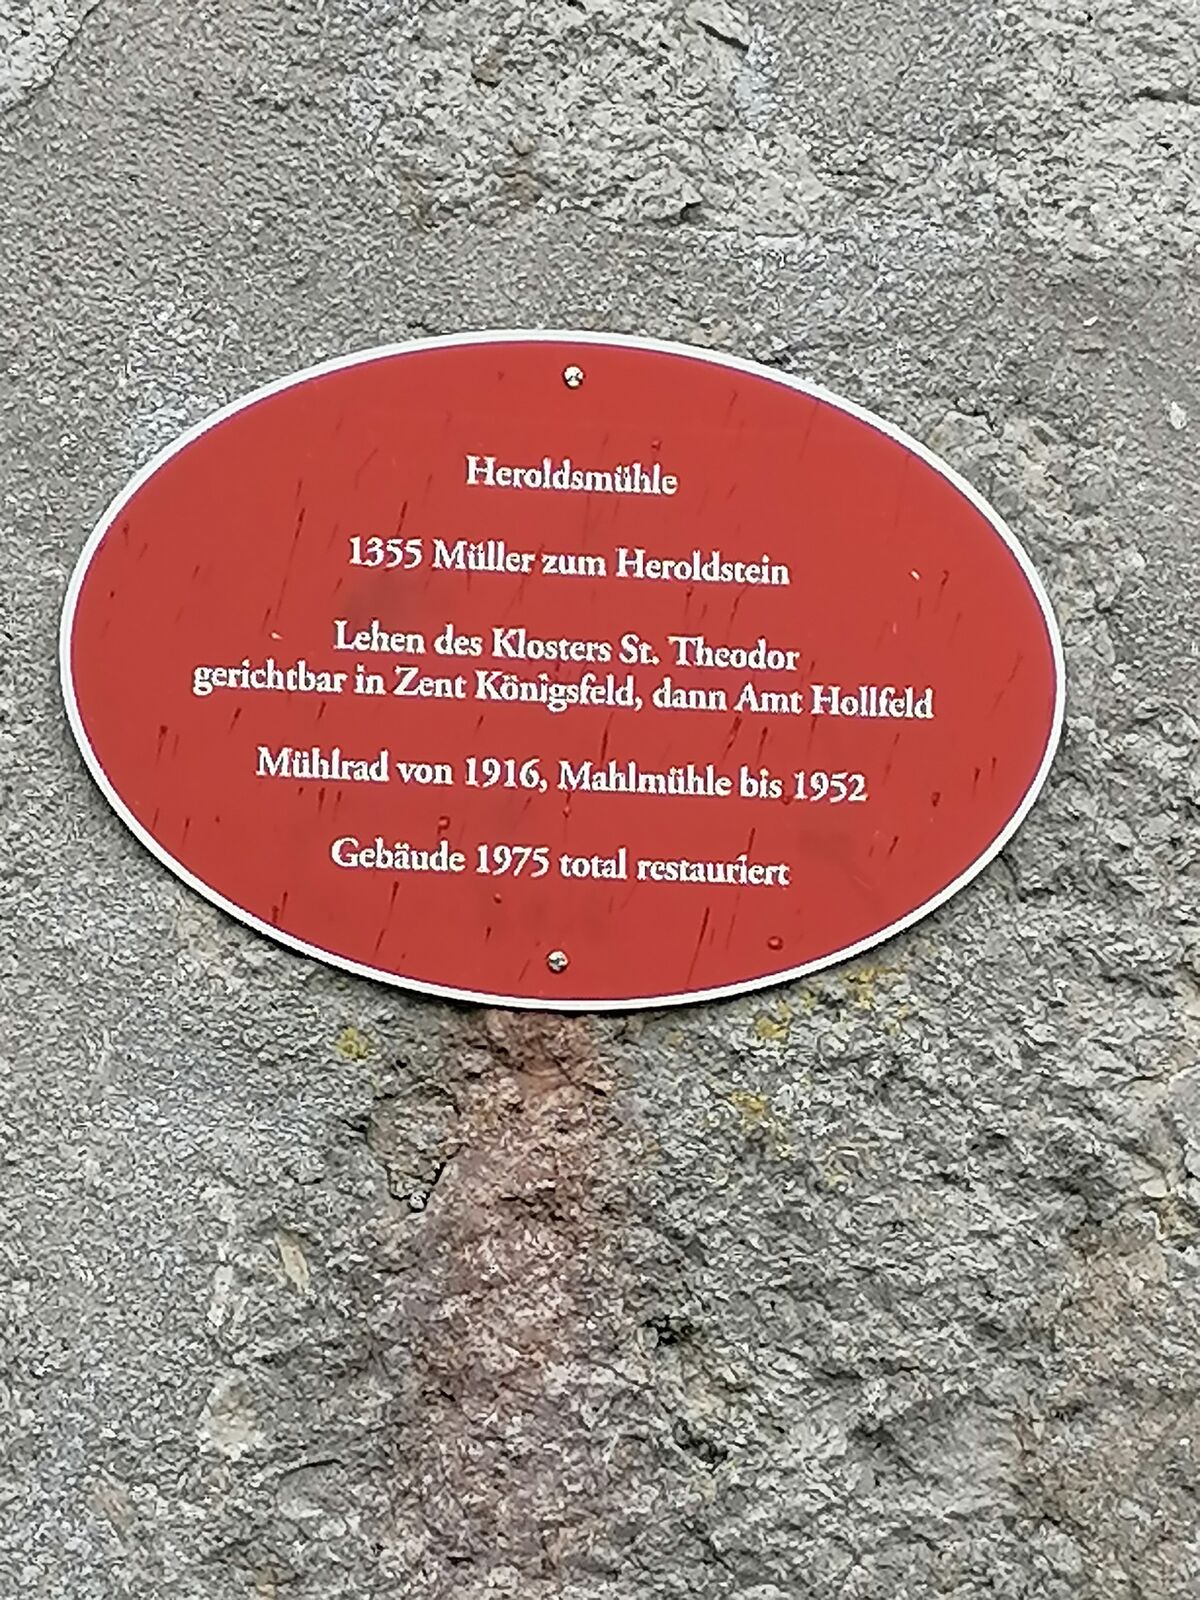 Heroldsmühle
1355 Müller zum Heroldstein
Lehen des Klosters St. Theodor
gerichtbar in Zent Königsfeld, dann Amt Hollfeld
Mühlrad von 1916, Mahlmühle bis 1952
Gebäude 1975 total restauriert